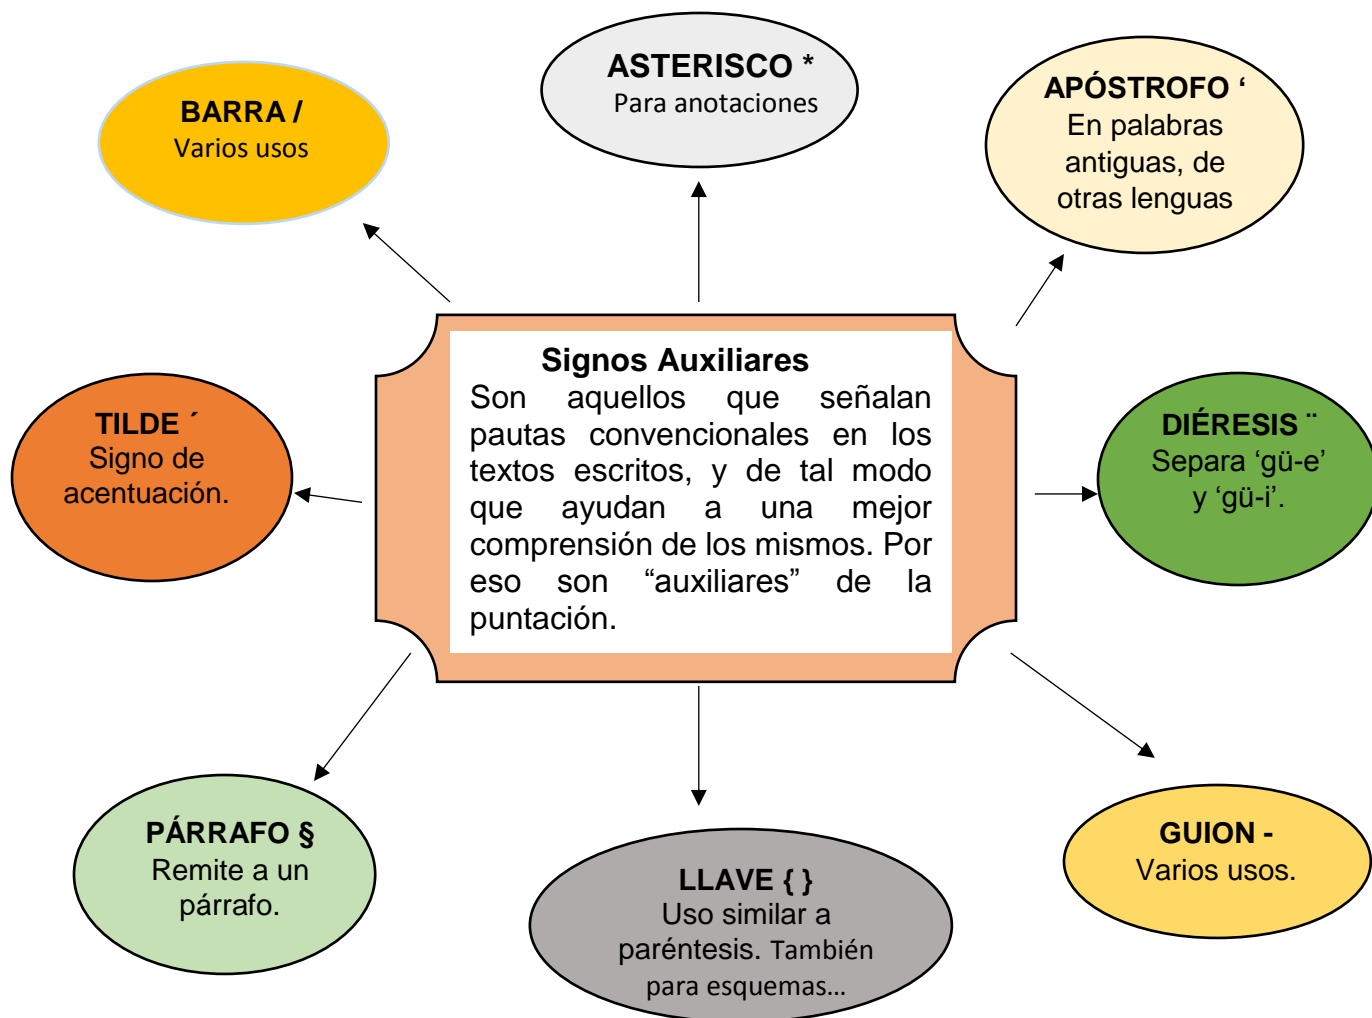 BARRA /
Varios usos
ASTERISCO *
Para anotaciones
APÓSTROFO ‘
En palabras
antiguas, de
otras lenguas
Signos Auxiliares
Son aquellos que señalan
pautas convencionales en los
textos escritos, y de tal modo
que ayudan a una mejor
comprensión de los mismos. Por
eso son “auxiliares” de la
puntación.
TILDE ´
Signo de
acentuación.
DIÉRESIS ¨
Separa ‘gü-e’
y ‘gü-i’.
PÁRRAFO §
Remite a un
párrafo.
LLAVE { }
Uso similar a
paréntesis. También
para esquemas…
GUION -
Varios usos.